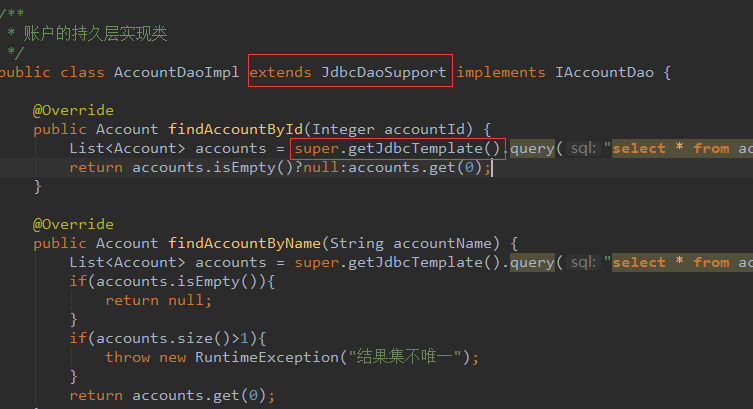 /**
 * 账户的持久层实现类
 */
public class AccountDaoImpl extends JdbcDaoSupport implements IAccountDao {
@Override
public Account findAccountById(Integer accountId) {
List<Account> accounts = super.getJdbcTemplate().query( sql: "select * from ac
return accounts.isEmpty()?null:accounts.get(0);
}
@Override
public Account findAccountByName(String accountName) {
List<Account> accounts = super.getJdbcTemplate().query( sql: "select * from ac
if(accounts.isEmpty()){
return null;
}
if(accounts.size()>1){
throw new RuntimeException("结果集不唯一");
}
return accounts.get(0);